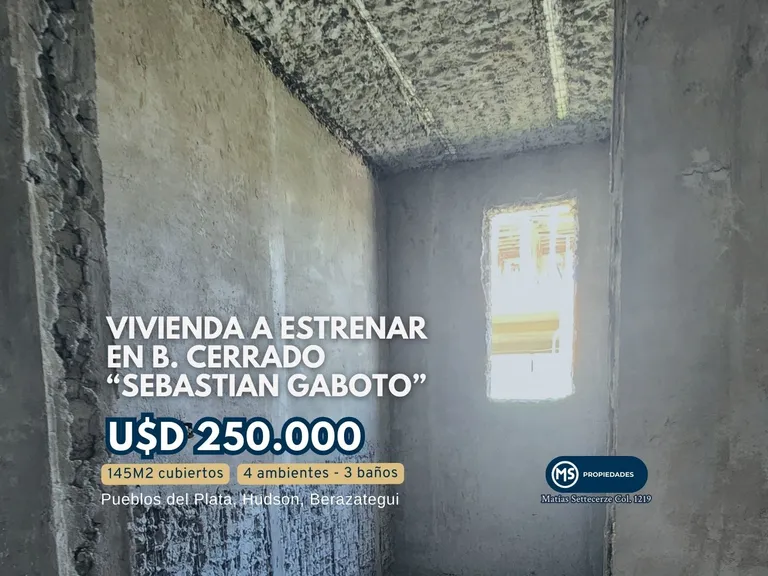 VIVIENDA A ESTRENAR
EN B. CERRADO
“SEBASTIAN GABOTO”
U$D 250.000
145M2 cubiertos
4 ambientes - 3 baños
Pueblos del Plata, Hudson, Berazategui
MS PROPIEDADES
Matías Settecerze Col. 1219